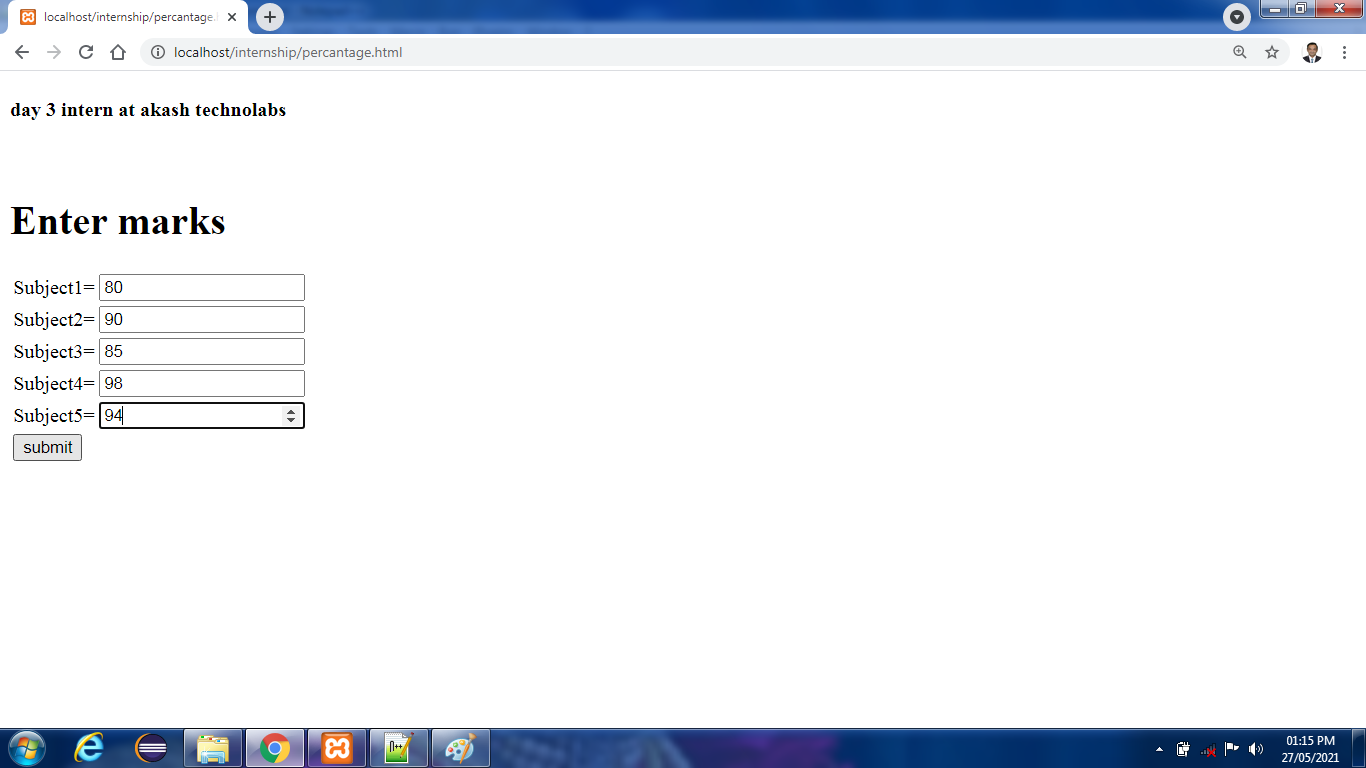 localhost/internship/percantage.
localhost/internship/percantage.html
day 3 intern at akash technolabs
Enter marks
Subject1= 80
Subject2= 90
Subject3= 85
Subject4= 98
Subject5= 94
submit
01:15 PM
27/05/2021